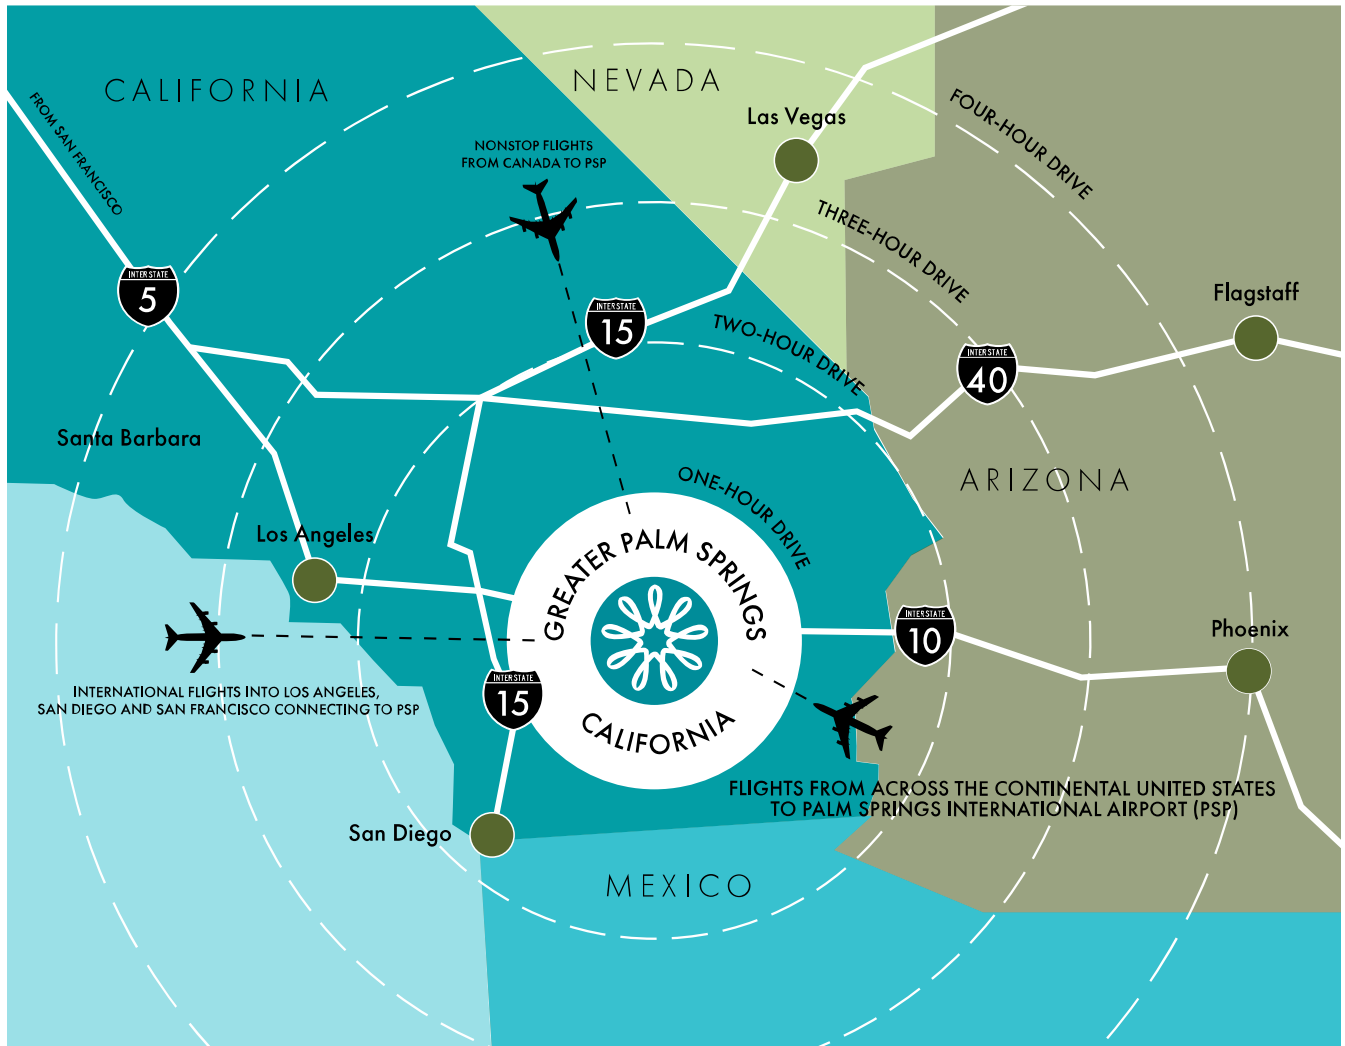 CALIFORNIA
NEVADA
FROM SAN FRANCISCO
Las Vegas
FOUR-HOUR DRIVE
NONSTOP FLIGHTS
FROM CANADA TO PSP
THREE-HOUR DRIVE
INTERSTATE
5
Flagstaff
INTERSTATE
15
TWO-HOUR DRIVE
INTERSTATE
40
Santa Barbara
ONE-HOUR DRIVE
ARIZONA
Los Angeles
GREATER PALM SPRINGS
CALIFORNIA
INTERSTATE
10
Phoenix
INTERNATIONAL FLIGHTS INTO LOS ANGELES,
SAN DIEGO AND SAN FRANCISCO CONNECTING TO PSP
INTERSTATE
15
FLIGHTS FROM ACROSS THE CONTINENTAL UNITED STATES
TO PALM SPRINGS INTERNATIONAL AIRPORT (PSP)
San Diego
MEXICO